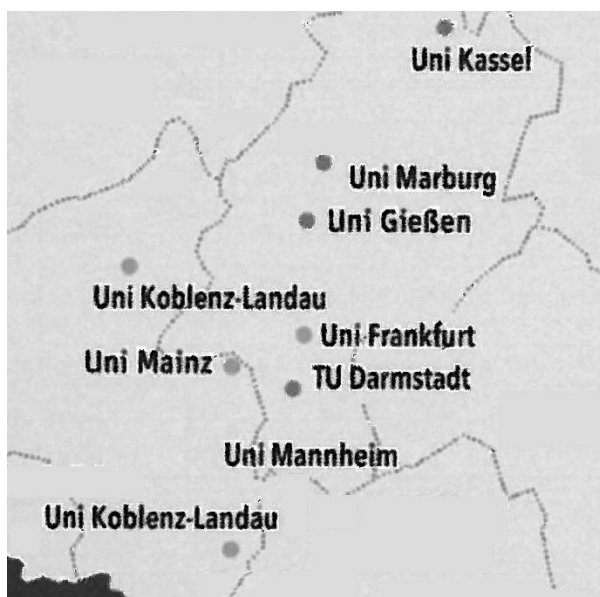 Uni Kassel
Uni Marburg
Uni Gießen
Uni Koblenz-Landau
Uni Frankfurt
Uni Mainz
TU Darmstadt
Uni Mannheim
Uni Koblenz-Landau